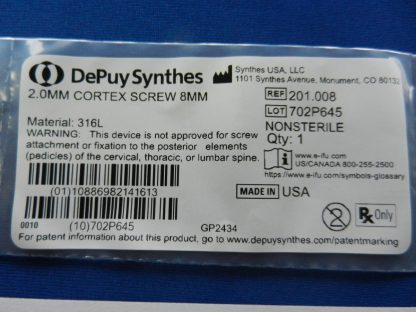 DePuy Synthes
Synthes USA, LLC
1101 Synthes Avenue, Monument, CO 80132
2.0MM CORTEX SCREW 8MM
REF 201.008
LOT 702P645
Material: 316L
NONSTERILE
WARNING: This device is not approved for screw
attachment or fixation to the posterior elements
(pedicles) of the cervical, thoracic, or lumbar spine.
Qty: 1
www.e-ifu.com
US/CANADA 800-255-2500
https://www.e-ifu.com/symbols-glossary
(01)10886982141613
MADE IN USA
0010
(10)702P645
GP2434
2
Rx Only
For patent information about this product, go to www.depuysynthes.com/patentmarking